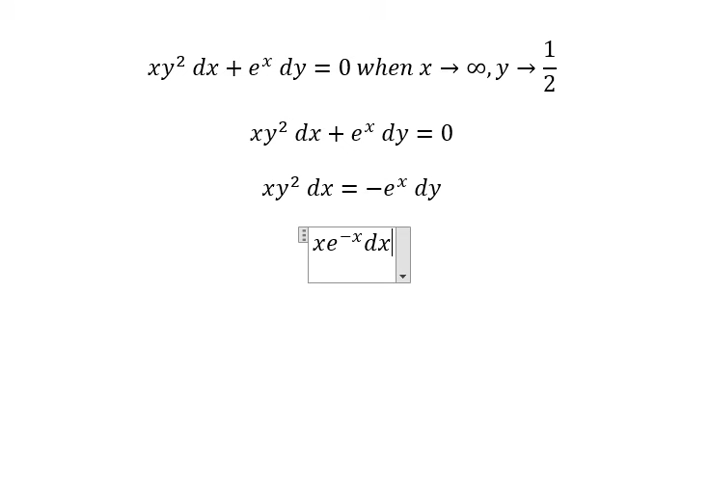 xy² dx + eˣ dy = 0 when x → ∞, y → 1/2
xy² dx + eˣ dy = 0
xy² dx = −eˣ dy
xe⁻ˣdx